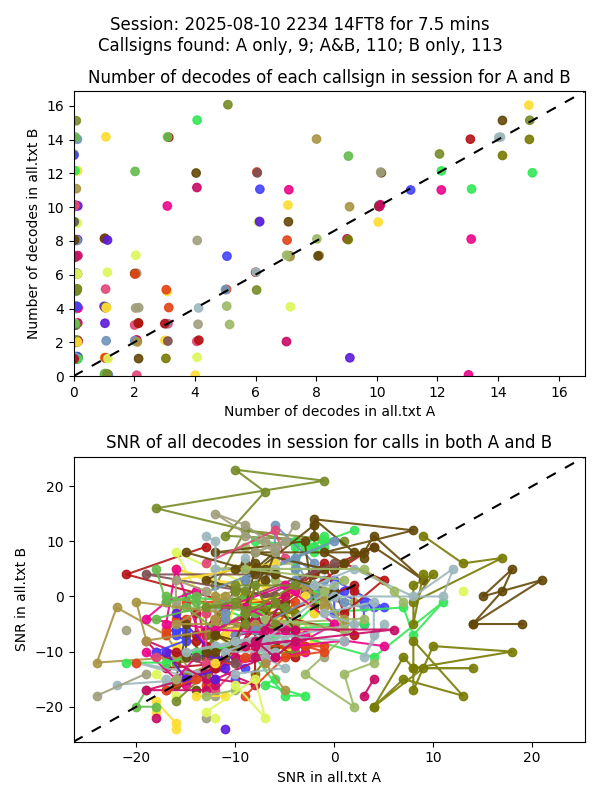 Session: 2025-08-10 2234 14FT8 for 7.5 mins
Callsigns found: A only, 9; A&B, 110; B only, 113
Number of decodes of each callsign in session for A and B
Number of decodes in all.txt B
16
14
12
10
8
6
4
2
0
0 2 4 6 8 10 12 14 16
Number of decodes in all.txt A
SNR of all decodes in session for calls in both A and B
SNR in all.txt B
20
10
0
−10
−20
−20 −10 0 10 20
SNR in all.txt A